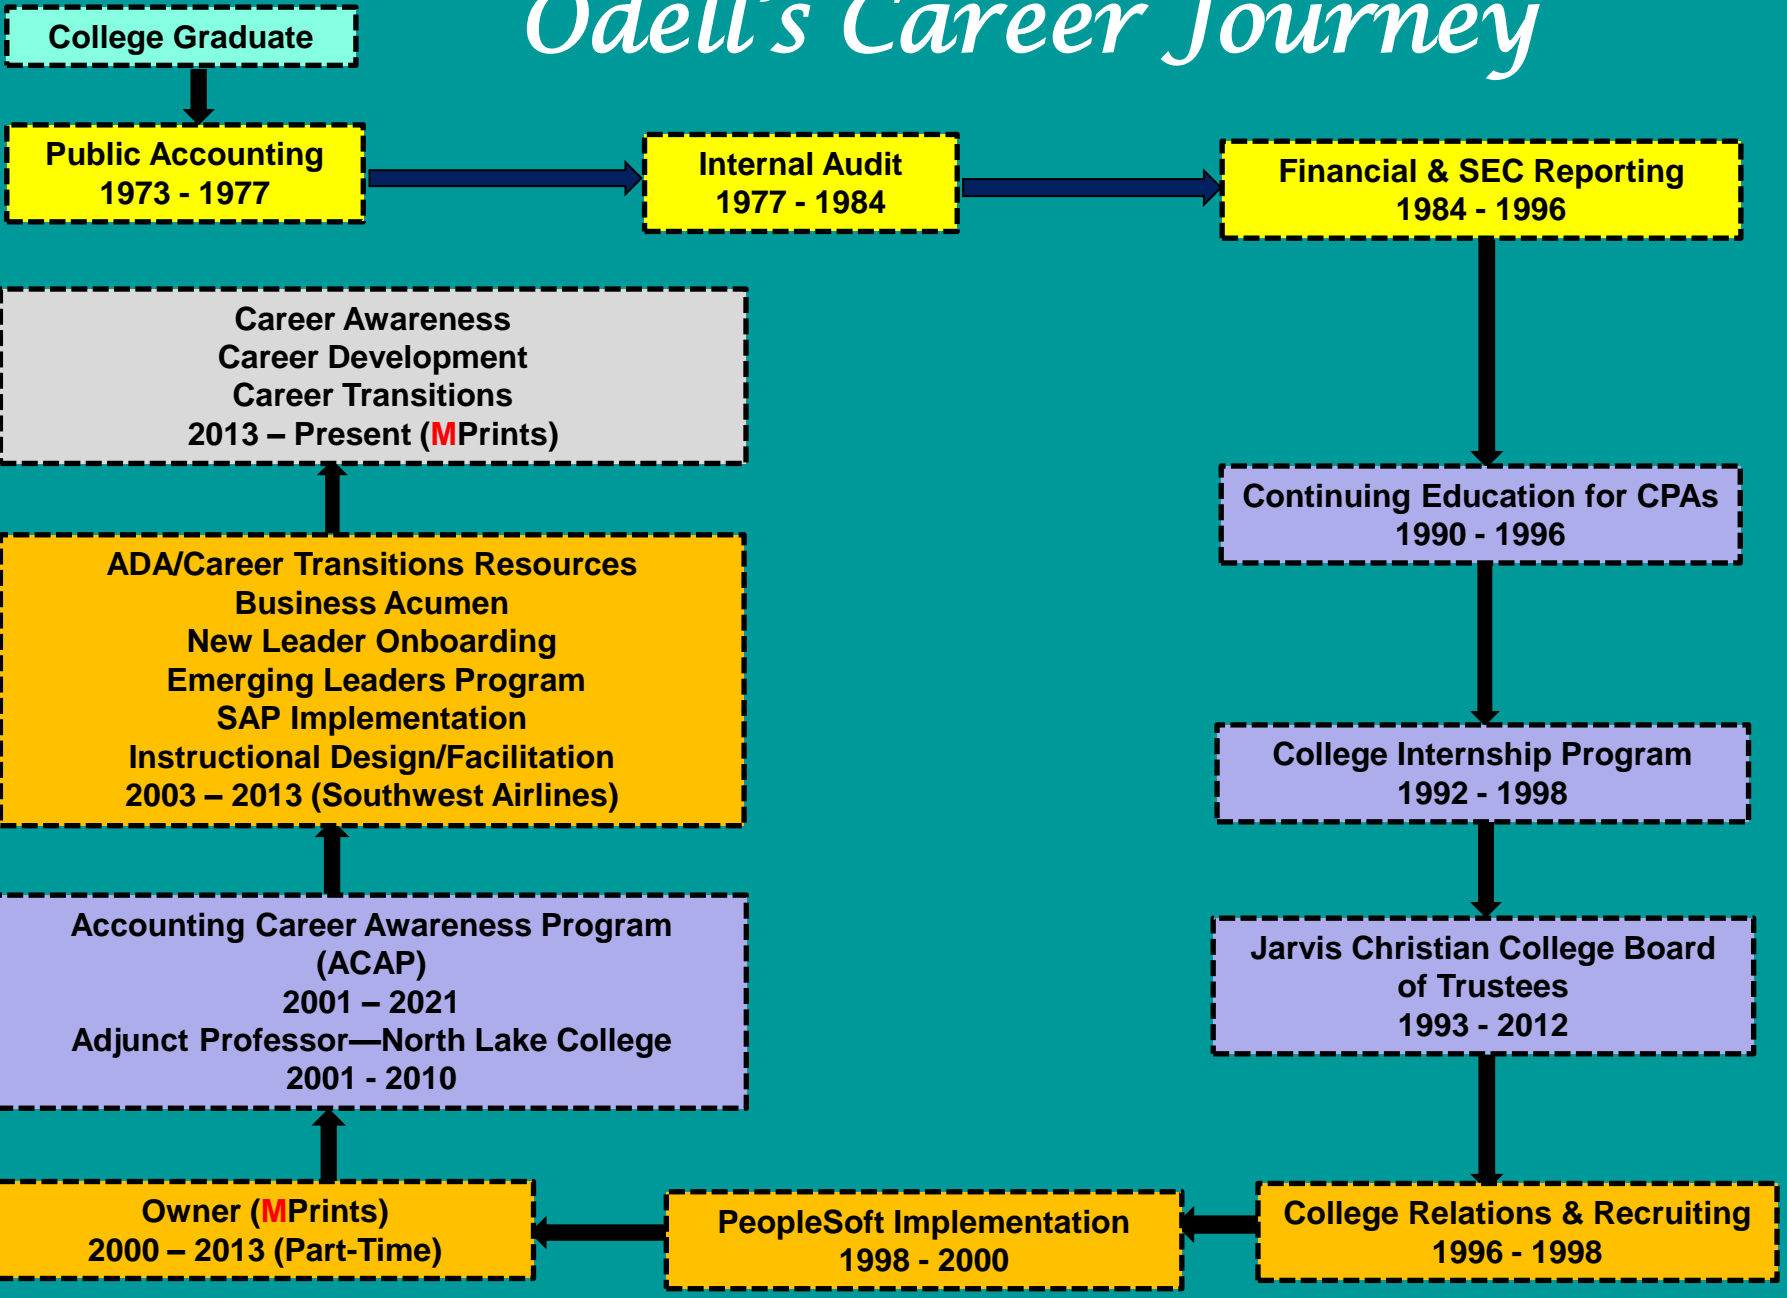 Odell's Career Journey
College Graduate
Public Accounting
1973 - 1977
Internal Audit
1977 - 1984
Financial & SEC Reporting
1984 - 1996
Continuing Education for CPAs
1990 - 1996
College Internship Program
1992 - 1998
Jarvis Christian College Board
of Trustees
1993 - 2012
College Relations & Recruiting
1996 - 1998
PeopleSoft Implementation
1998 - 2000
Owner (MPrints)
2000 – 2013 (Part-Time)
Accounting Career Awareness Program
(ACAP)
2001 – 2021
Adjunct Professor—North Lake College
2001 - 2010
ADA/Career Transitions Resources
Business Acumen
New Leader Onboarding
Emerging Leaders Program
SAP Implementation
Instructional Design/Facilitation
2003 – 2013 (Southwest Airlines)
Career Awareness
Career Development
Career Transitions
2013 – Present (MPrints)